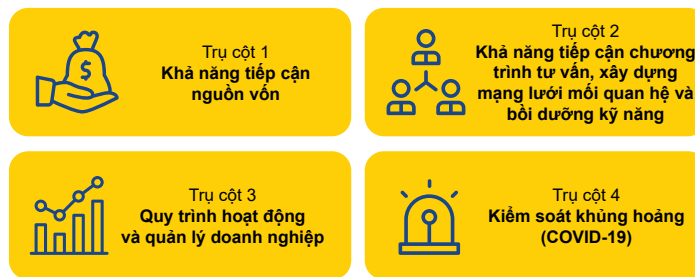 Trụ cột 1
Khả năng tiếp cận
nguồn vốn
$
Trụ cột 2
Khả năng tiếp cận chương
trình tư vấn, xây dựng
mạng lưới mối quan hệ và
bồi dưỡng kỹ năng
Trụ cột 3
Quy trình hoạt động
và quản lý doanh nghiệp
Trụ cột 4
Kiểm soát khủng hoảng
(COVID-19)